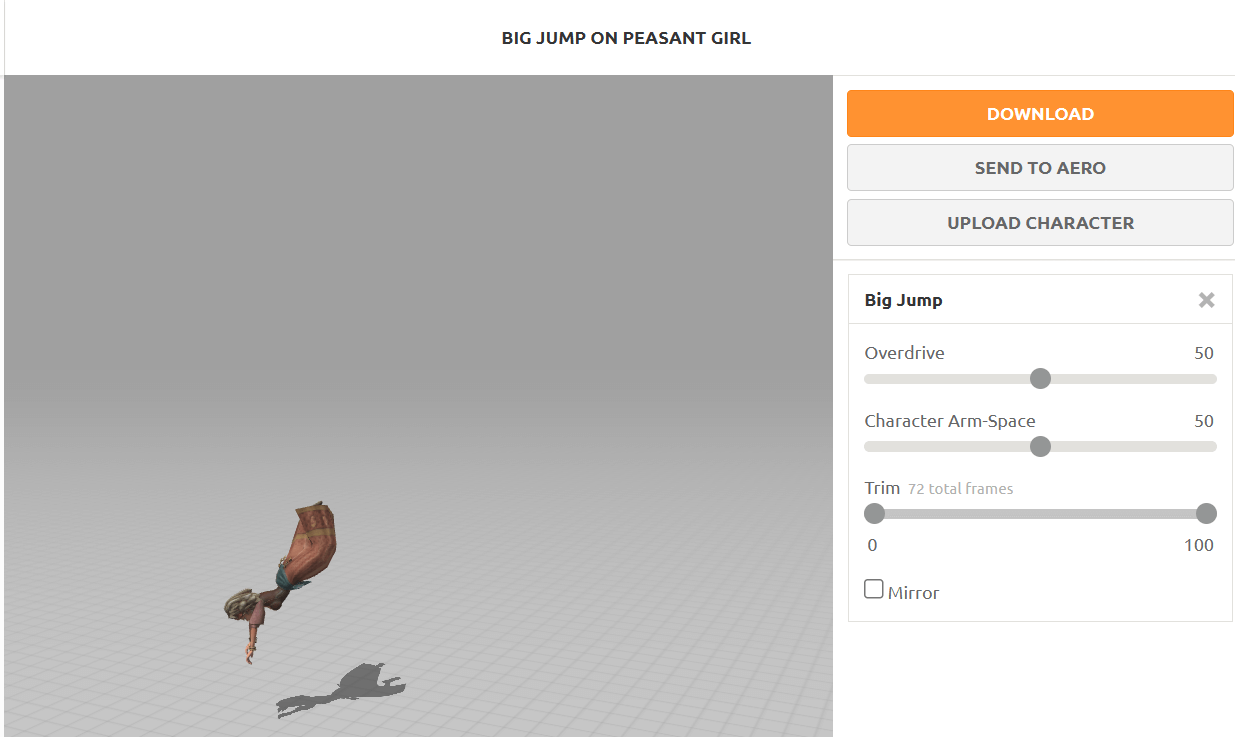 BIG JUMP ON PEASANT GIRL
DOWNLOAD
SEND TO AERO
UPLOAD CHARACTER
Big Jump
Overdrive 50
Character Arm-Space 50
Trim 72 total frames
0 100
Mirror